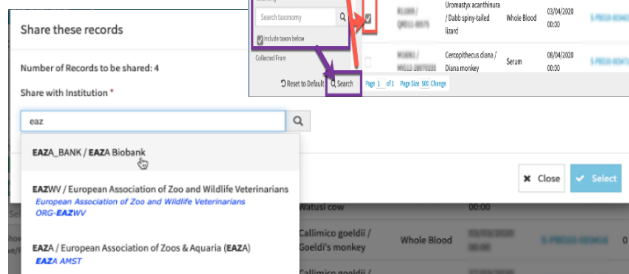 Share these records
Number of Records to be shared: 4
Share with Institution *
eaz
EAZA_BANK / EAZA Biobank
EAZWV / European Association of Zoo and Wildlife Veterinarians
European Association of Zoo and Wildlife Veterinarians
ORG-EAZWV
EAZA / European Association of Zoos & Aquaria (EAZA)
EAZA AMST
Close
Select
Search taxonomy
Include taxon below
Collected From
Reset to Default
Search
Page 1 of 1 Page Size 500 Change
Uromastyx acanthinura
/ Dabb spiny-tailed
lizard
Whole Blood
03/04/2020
00:00
Cercopithecus diana /
Diana monkey
Serum
08/04/2020
00:00
Watusi cow
00:00
Callimico goeldii /
Goeldi's monkey
Whole Blood
Callimico goeldii /